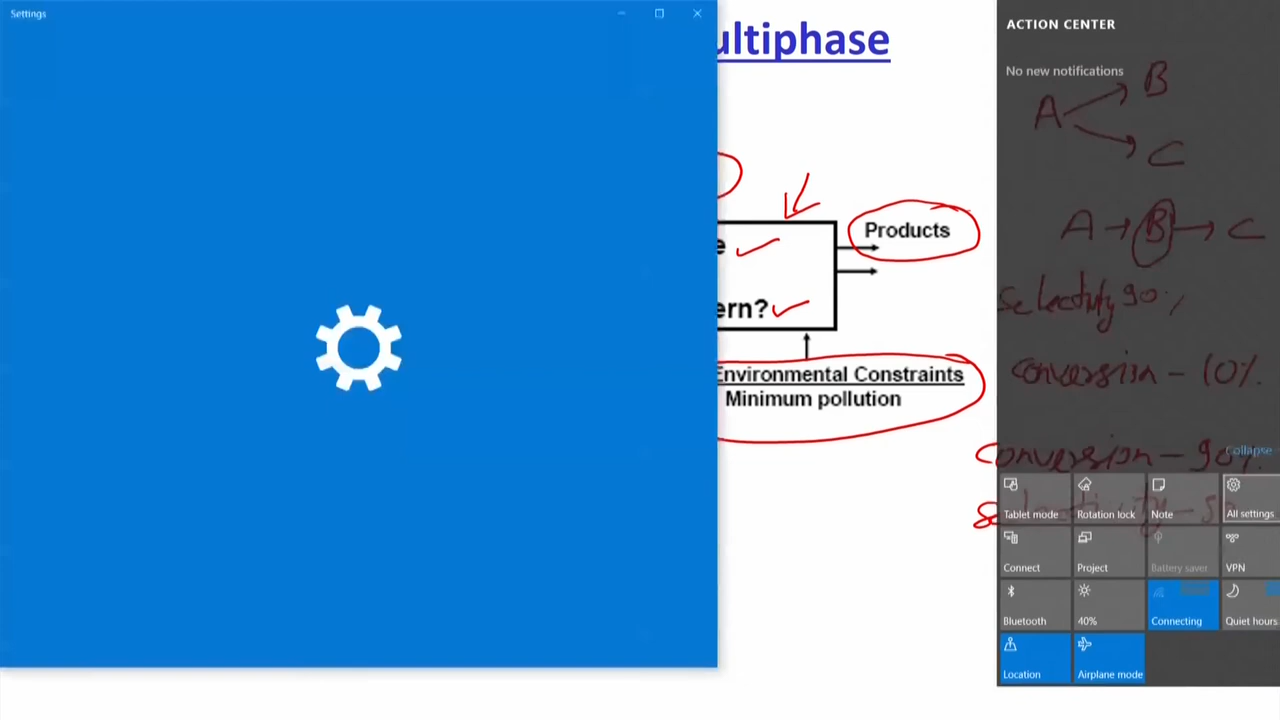 Settings
ultiphase
e
ern?
Products
Environmental Constraints
Minimum pollution
ACTION CENTER
No new notifications
A B
C
A → B → C
selectivity 90%
conversion – 10%
conversion – 90%
selectivity –
Collapse
Tablet mode Rotation lock Note All settings
Connect Project Battery saver VPN
Bluetooth 40% Connecting Quiet hours
Location Airplane mode